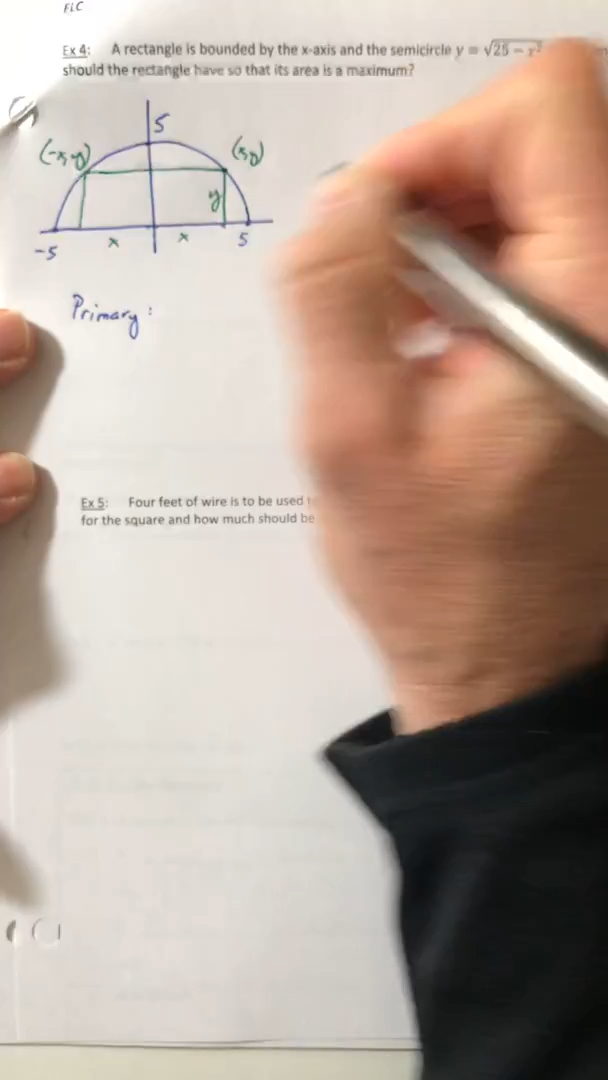 FLC
Ex 4: A rectangle is bounded by the x-axis and the semicircle y = √25 − x²
should the rectangle have so that its area is a maximum?
5
(-x,y) (x,y)
y
-5 x x 5
Primary:
Ex 5: Four feet of wire is to be used
for the square and how much should be